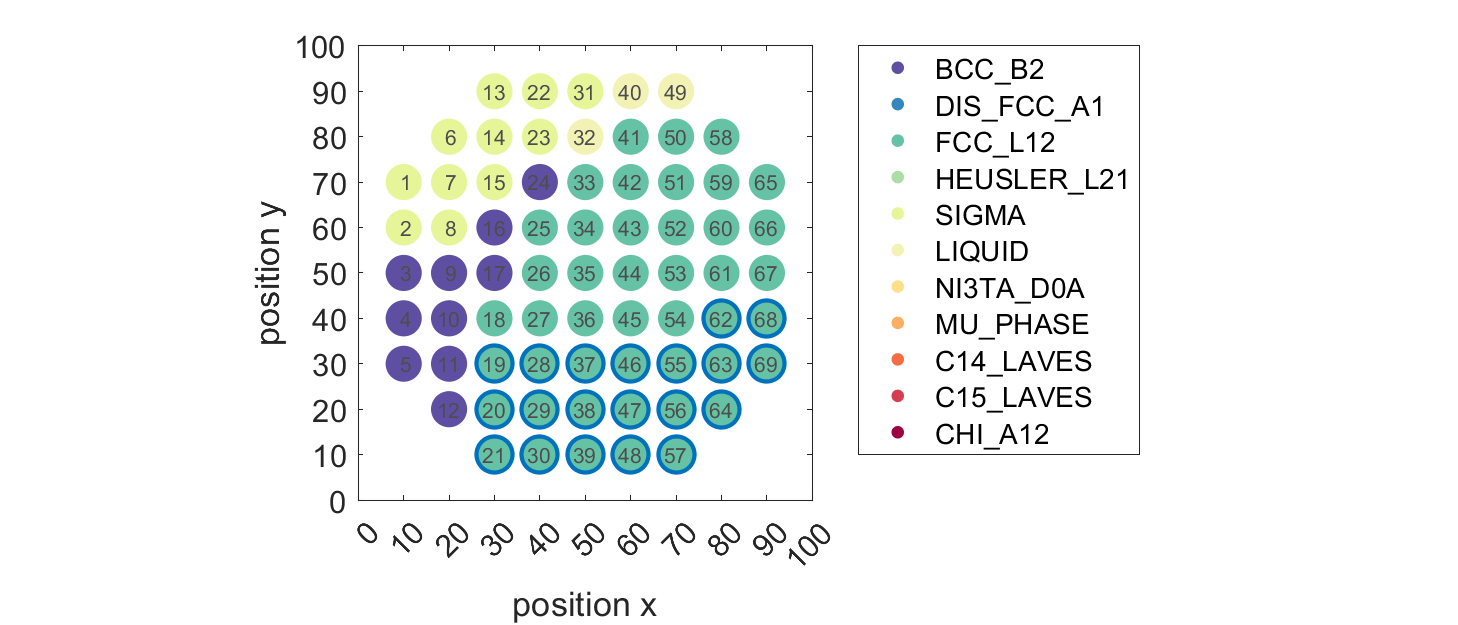 100
90
80
70
60
50
40
30
20
10
0
position y
13 22 31 40 49
6 14 23 32 41 50 58
1 7 15 24 33 42 51 59 65
2 8 16 25 34 43 52 60 66
3 9 17 26 35 44 53 61 67
4 10 18 27 36 45 54 62 68
5 11 19 28 37 46 55 63 69
12 20 29 38 47 56 64
21 30 39 48 57
0 10 20 30 40 50 60 70 80 90 100
position x
BCC_B2
DIS_FCC_A1
FCC_L12
HEUSLER_L21
SIGMA
LIQUID
NI3TA_D0A
MU_PHASE
C14_LAVES
C15_LAVES
CHI_A12